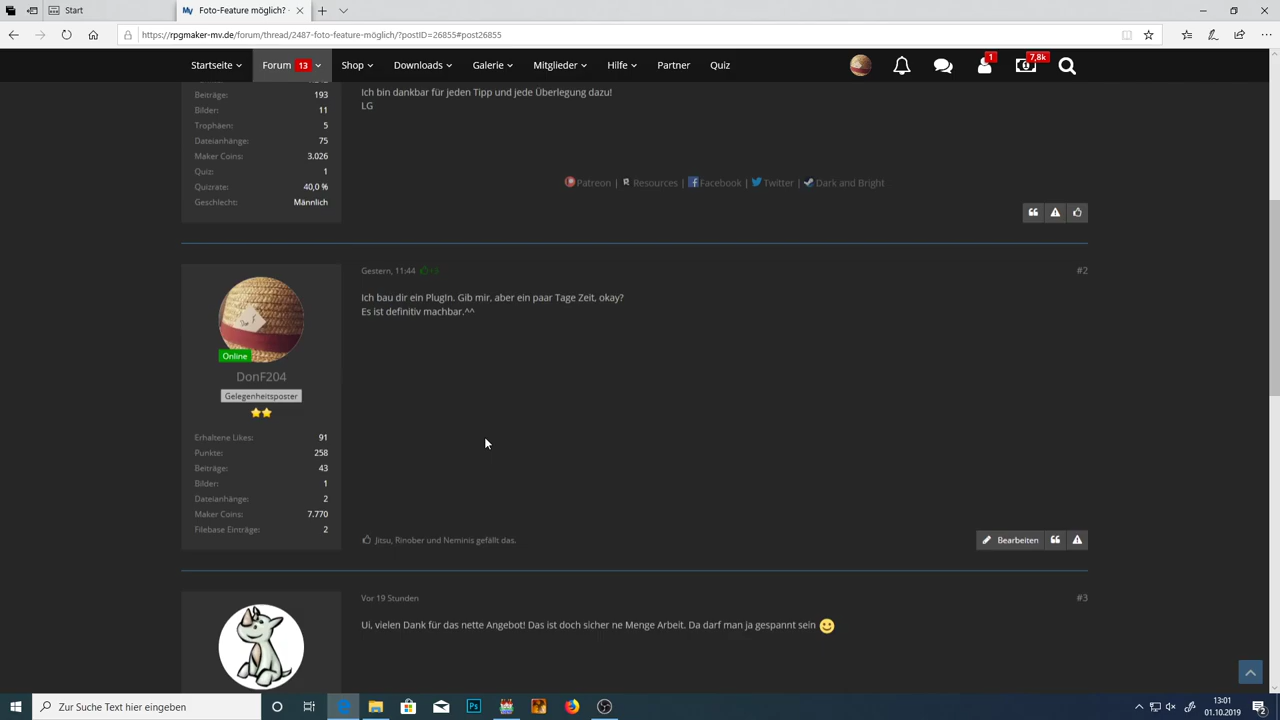 Start
Foto-Feature möglich? -
https://rpgmaker-mv.de/forum/thread/2487-foto-feature-möglich/?postID=26855#post26855
Startseite
Forum 13
Shop
Downloads
Galerie
Mitglieder
Hilfe
Partner
Quiz
1
7,8k
Beiträge: 193
Bilder: 11
Trophäen: 5
Dateianhänge: 75
Maker Coins: 3.026
Quiz: 1
Quizrate: 40,0 %
Geschlecht: Männlich
Ich bin dankbar für jeden Tipp und jede Überlegung dazu!
LG
Patreon | Resources | Facebook | Twitter | Dark and Bright
Gestern, 11:44
#2
Ich bau dir ein PlugIn. Gib mir, aber ein paar Tage Zeit, okay?
Es ist definitiv machbar.^^
Online
DonF204
Gelegenheitsposter
Erhaltene Likes: 91
Punkte: 258
Beiträge: 43
Bilder: 1
Dateianhänge: 2
Maker Coins: 7.770
Filebase Einträge: 2
Jitsu, Rinober und Neminis gefällt das.
Bearbeiten
Vor 19 Stunden
#3
Ui, vielen Dank für das nette Angebot! Das ist doch sicher ne Menge Arbeit. Da darf man ja gespannt sein
Zur Suche Text hier eingeben
Ps
13:01
01.10.2019
2